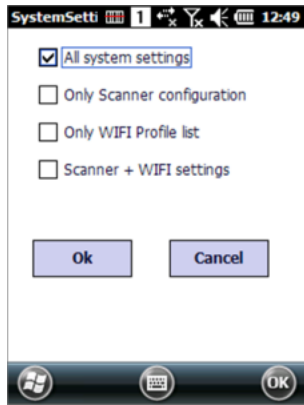 SystemSetti 1 12:49
All system settings
Only Scanner configuration
Only WIFI Profile list
Scanner + WIFI settings
Ok Cancel
OK